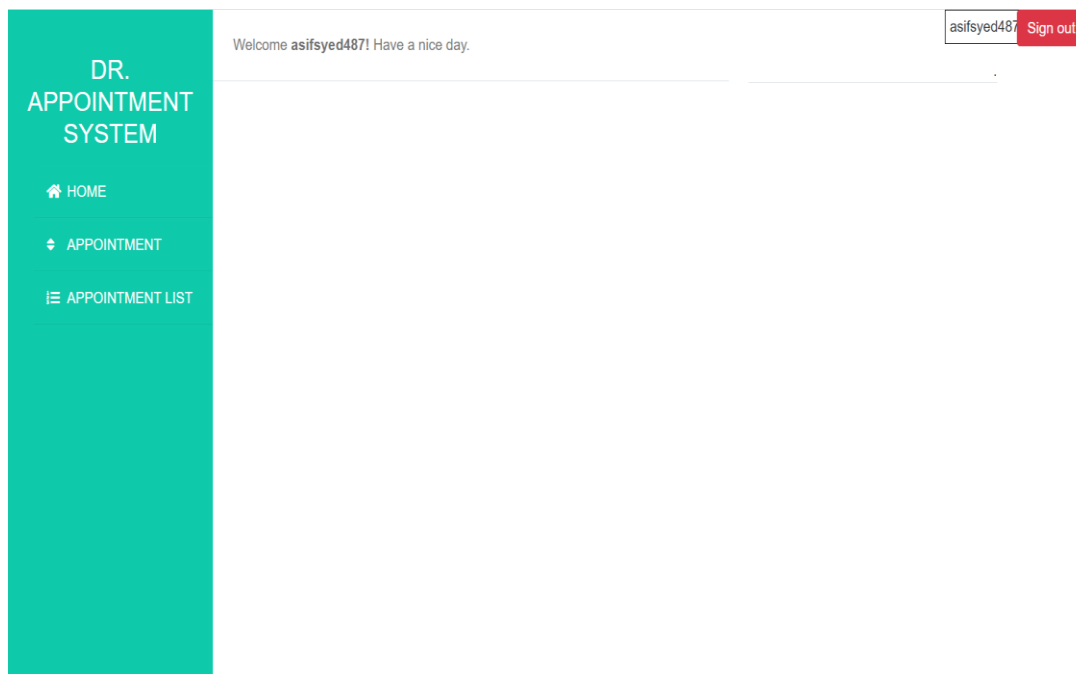 DR.
APPOINTMENT
SYSTEM
HOME
APPOINTMENT
APPOINTMENT LIST
Welcome asifsyed487! Have a nice day.
asifsyed487
Sign out
.